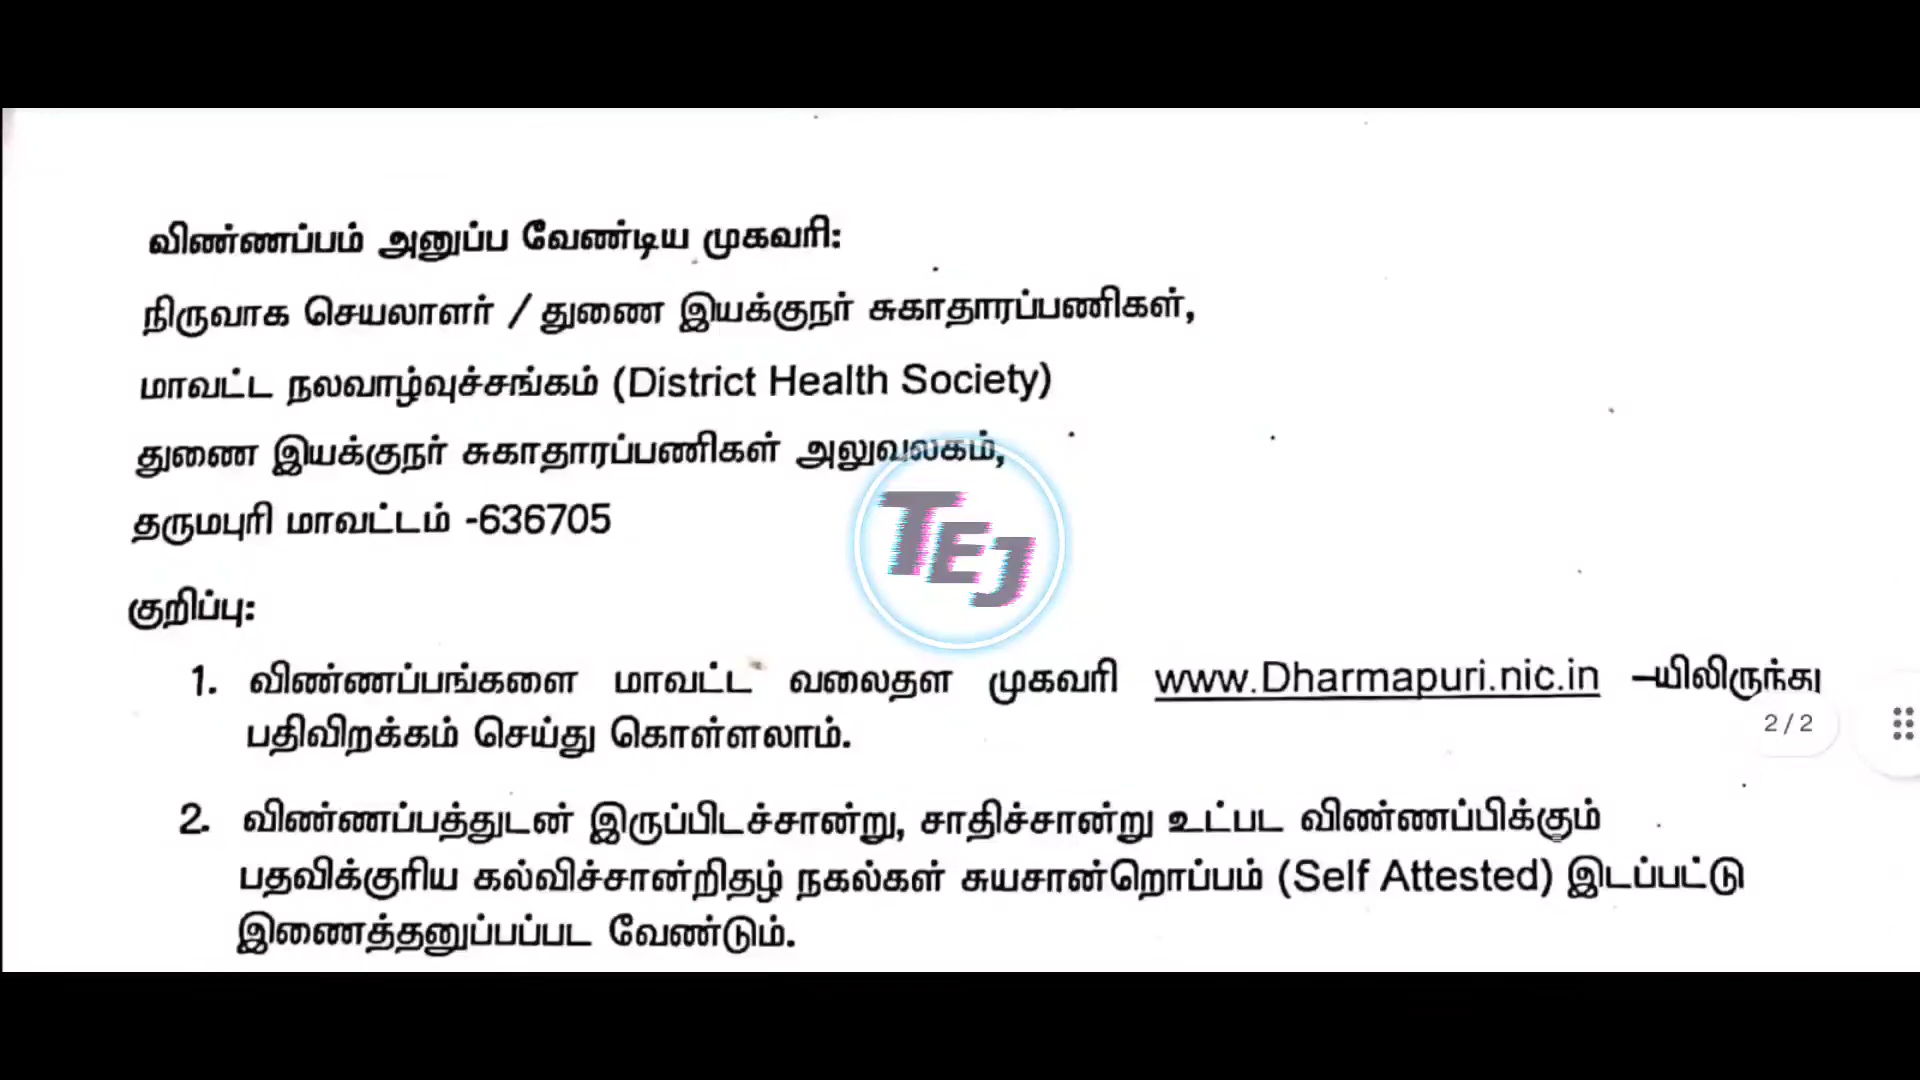 விண்ணப்பம் அனுப்ப வேண்டிய முகவரி:
நிருவாக செயலாளர் / துணை இயக்குநர் சுகாதாரப்பணிகள்,
மாவட்ட நலவாழ்வுச்சங்கம் (District Health Society)
துணை இயக்குநர் சுகாதாரப்பணிகள் அலுவலகம்,
தருமபுரி மாவட்டம் -636705
TEJ
குறிப்பு:
1. விண்ணப்பங்களை மாவட்ட வலைதள முகவரி www.Dharmapuri.nic.in –யிலிருந்து
பதிவிறக்கம் செய்து கொள்ளலாம்.
2/2
2. விண்ணப்பத்துடன் இருப்பிடச்சான்று, சாதிச்சான்று உட்பட விண்ணப்பிக்கும்
பதவிக்குரிய கல்விச்சான்றிதழ் நகல்கள் சுயசான்றொப்பம் (Self Attested) இடப்பட்டு
இணைத்தனுப்பப்பட வேண்டும்.